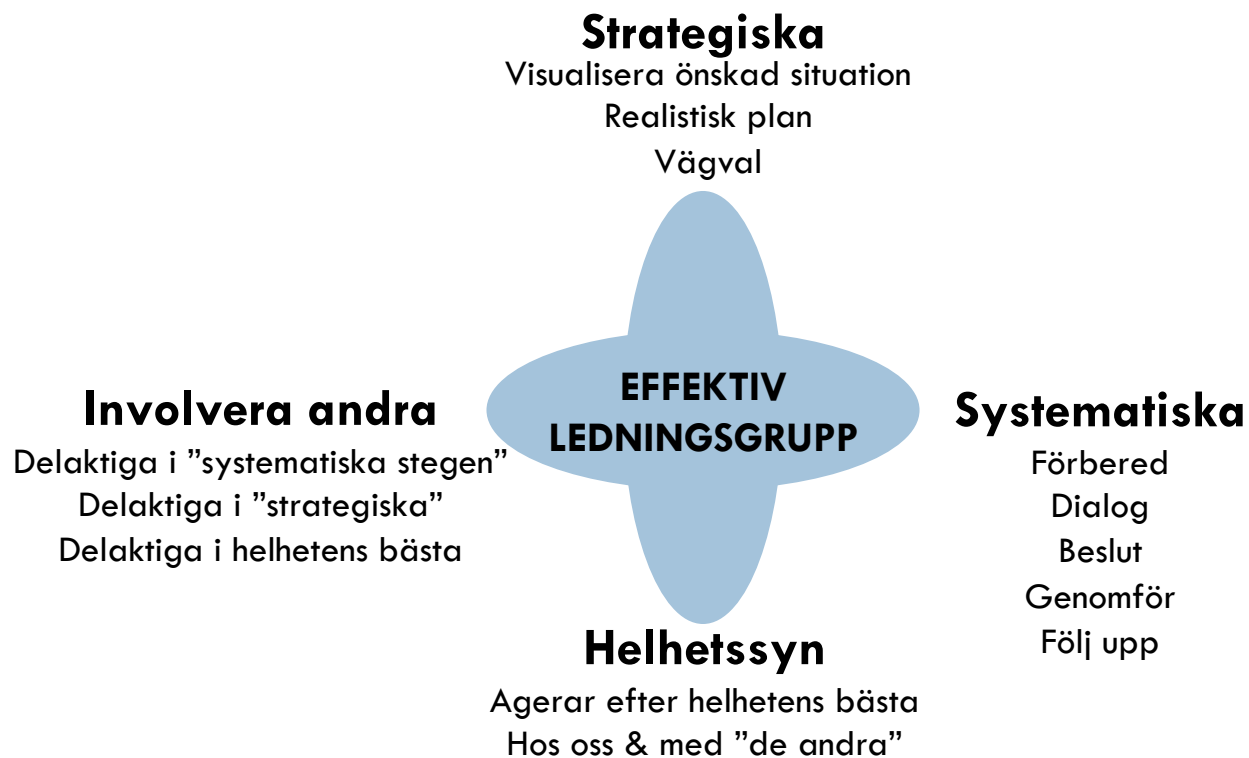 Strategiska
Visualisera önskad situation
Realistisk plan
Vägval
EFFEKTIV
LEDNINGSGRUPP
Involvera andra
Delaktiga i ”systematiska stegen”
Delaktiga i ”strategiska”
Delaktiga i helhetens bästa
Systematiska
Förbered
Dialog
Beslut
Genomför
Följ upp
Helhetssyn
Agerar efter helhetens bästa
Hos oss & med ”de andra”